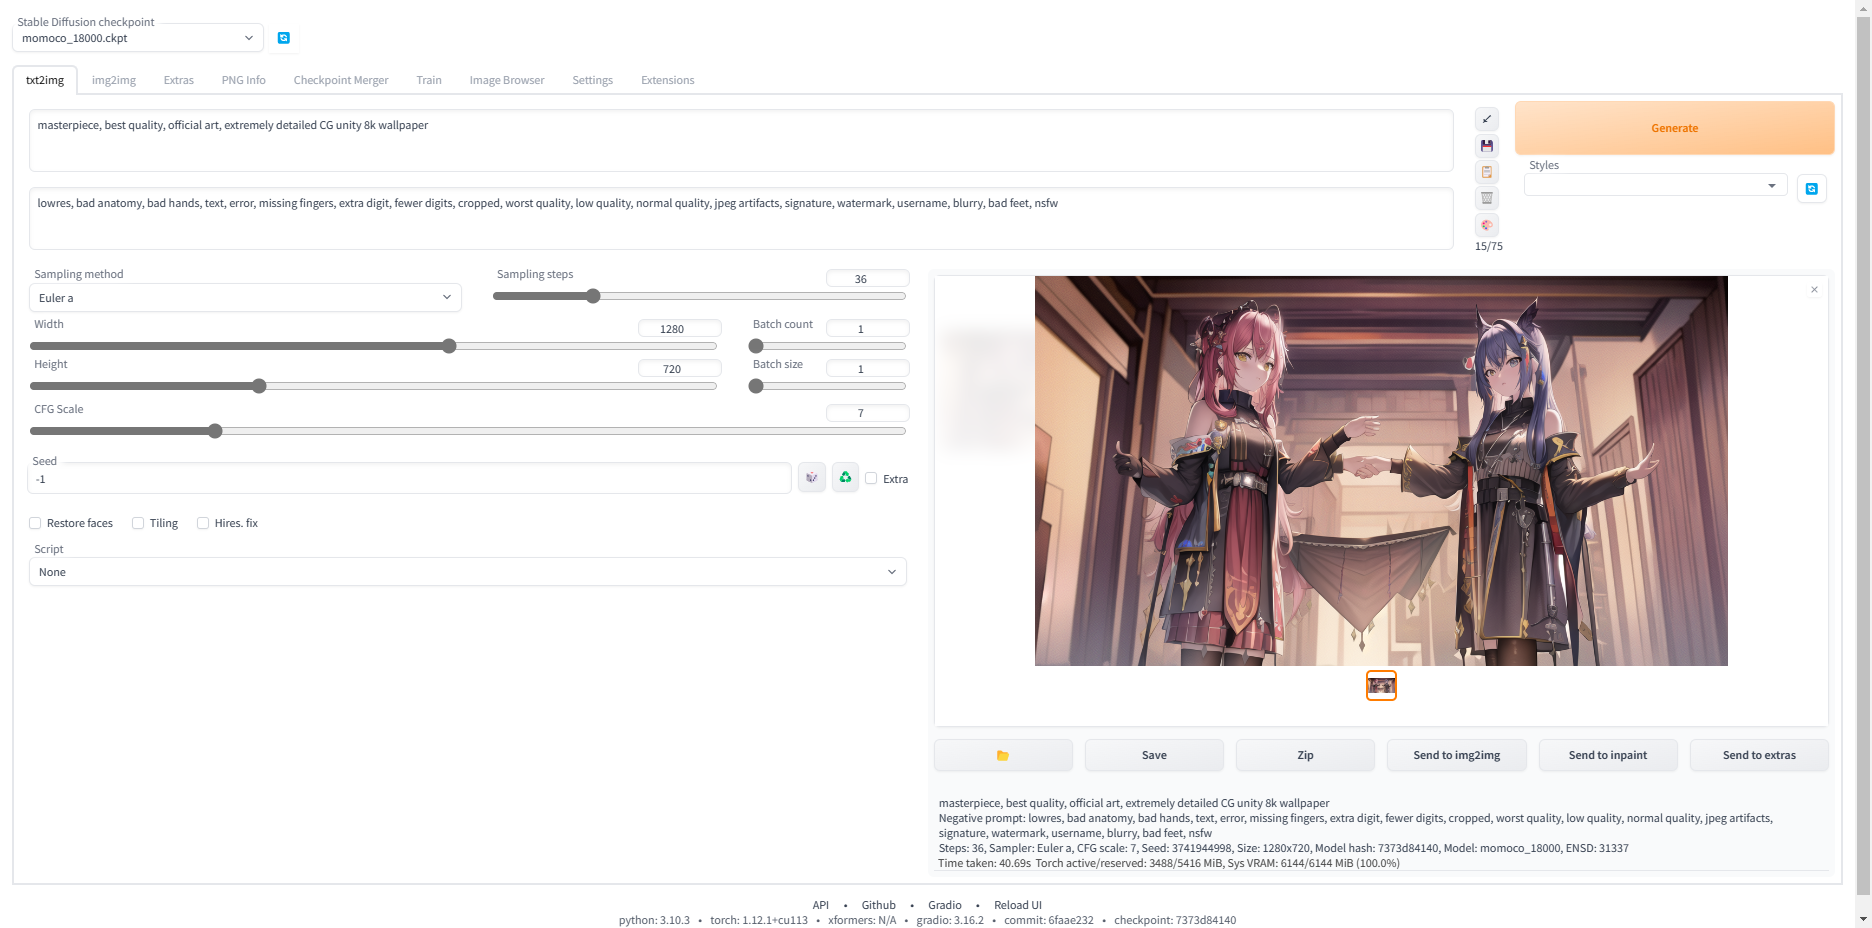 Stable Diffusion checkpoint
momoco_18000.ckpt
txt2img img2img Extras PNG Info Checkpoint Merger Train Image Browser Settings Extensions
masterpiece, best quality, official art, extremely detailed CG unity 8k wallpaper
Generate
Styles
lowres, bad anatomy, bad hands, text, error, missing fingers, extra digit, fewer digits, cropped, worst quality, low quality, normal quality, jpeg artifacts, signature, watermark, username, blurry, bad feet, nsfw
15/75
Sampling method
Euler a
Sampling steps 36
Width 1280
Batch count 1
Height 720
Batch size 1
CFG Scale 7
Seed
-1
Extra
Restore faces Tiling Hires. fix
Script
None
×
Save Zip Send to img2img Send to inpaint Send to extras
masterpiece, best quality, official art, extremely detailed CG unity 8k wallpaper
Negative prompt: lowres, bad anatomy, bad hands, text, error, missing fingers, extra digit, fewer digits, cropped, worst quality, low quality, normal quality, jpeg artifacts,
signature, watermark, username, blurry, bad feet, nsfw
Steps: 36, Sampler: Euler a, CFG scale: 7, Seed: 3741944998, Size: 1280x720, Model hash: 7373d84140, Model: momoco_18000, ENSD: 31337
Time taken: 40.69s Torch active/reserved: 3488/5416 MiB, Sys VRAM: 6144/6144 MiB (100.0%)
API • Github • Gradio • Reload UI
python: 3.10.3 • torch: 1.12.1+cu113 • xformers: N/A • gradio: 3.16.2 • commit: 6faae232 • checkpoint: 7373d84140